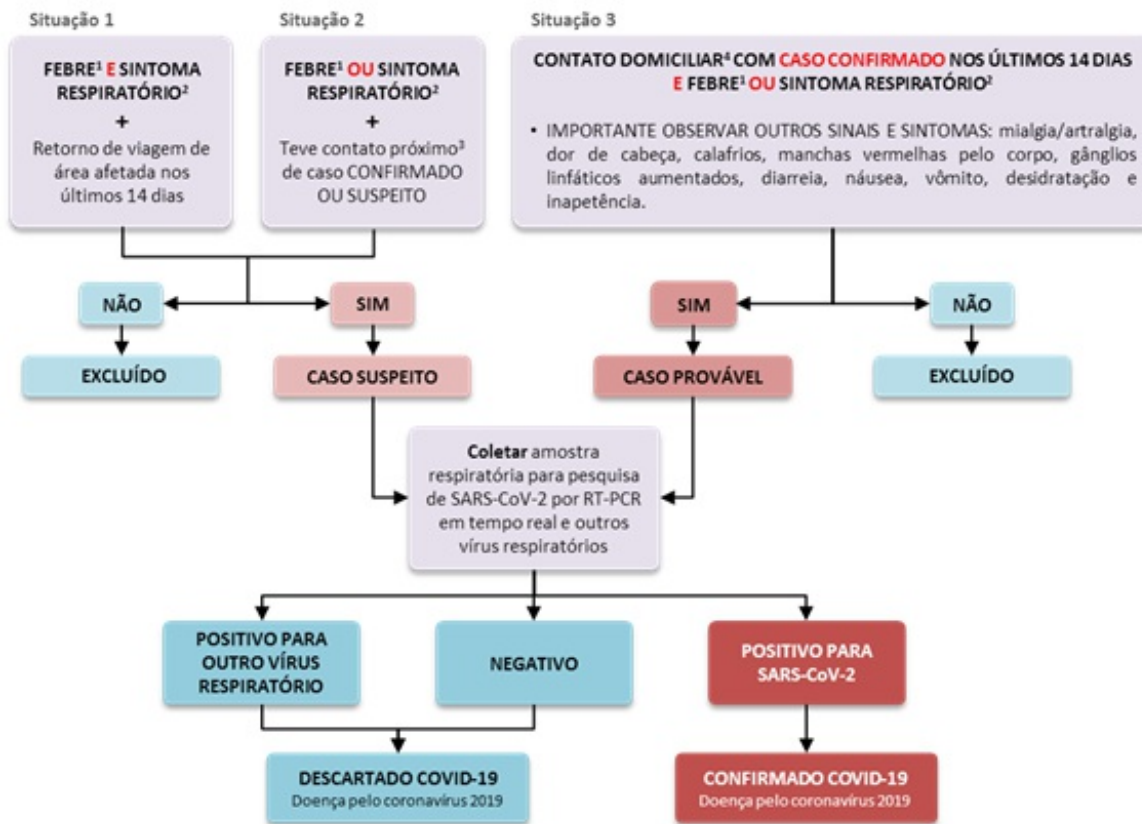 Situação 1
FEBRE¹ E SINTOMA
RESPIRATÓRIO²
+
Retorno de viagem de
área afetada nos
últimos 14 dias
Situação 2
FEBRE¹ OU SINTOMA
RESPIRATÓRIO²
+
Teve contato próximo³
de caso CONFIRMADO
OU SUSPEITO
Situação 3
CONTATO DOMICILIAR⁴ COM CASO CONFIRMADO NOS ÚLTIMOS 14 DIAS
E FEBRE¹ OU SINTOMA RESPIRATÓRIO²
• IMPORTANTE OBSERVAR OUTROS SINAIS E SINTOMAS: mialgia/artralgia,
dor de cabeça, calafrios, manchas vermelhas pelo corpo, gânglios
linfáticos aumentados, diarreia, náusea, vômito, desidratação e
inapetência.
NÃO
SIM
SIM
NÃO
EXCLUÍDO
CASO SUSPEITO
CASO PROVÁVEL
EXCLUÍDO
Coletar amostra
respiratória para pesquisa
de SARS-CoV-2 por RT-PCR
em tempo real e outros
vírus respiratórios
POSITIVO PARA
OUTRO VÍRUS
RESPIRATÓRIO
NEGATIVO
POSITIVO PARA
SARS-CoV-2
DESCARTADO COVID-19
Doença pelo coronavírus 2019
CONFIRMADO COVID-19
Doença pelo coronavírus 2019